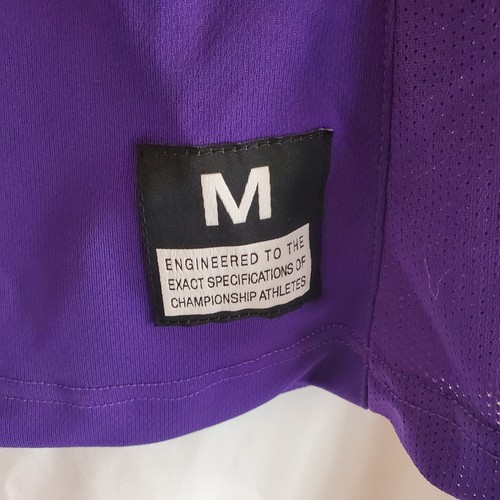 M
ENGINEERED TO THE
EXACT SPECIFICATIONS OF
CHAMPIONSHIP ATHLETES